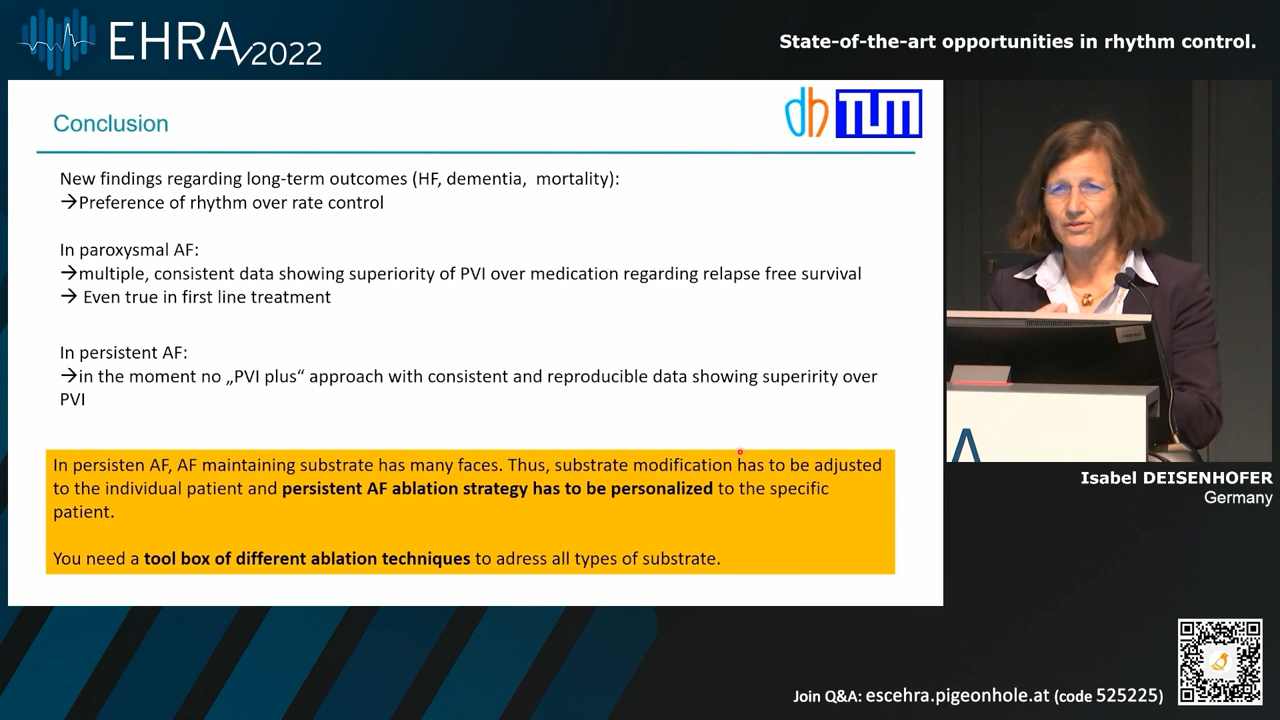 EHRA 2022
State-of-the-art opportunities in rhythm control.
Conclusion
dh TUM
New findings regarding long-term outcomes (HF, dementia, mortality):
→Preference of rhythm over rate control
In paroxysmal AF:
→multiple, consistent data showing superiority of PVI over medication regarding relapse free survival
→ Even true in first line treatment
In persistent AF:
→in the moment no „PVI plus“ approach with consistent and reproducible data showing superirity over
PVI
In persisten AF, AF maintaining substrate has many faces. Thus, substrate modification has to be adjusted
to the individual patient and persistent AF ablation strategy has to be personalized to the specific
patient.
You need a tool box of different ablation techniques to adress all types of substrate.
Isabel DEISENHOFER
Germany
Join Q&A: escehra.pigeonhole.at (code 525225)